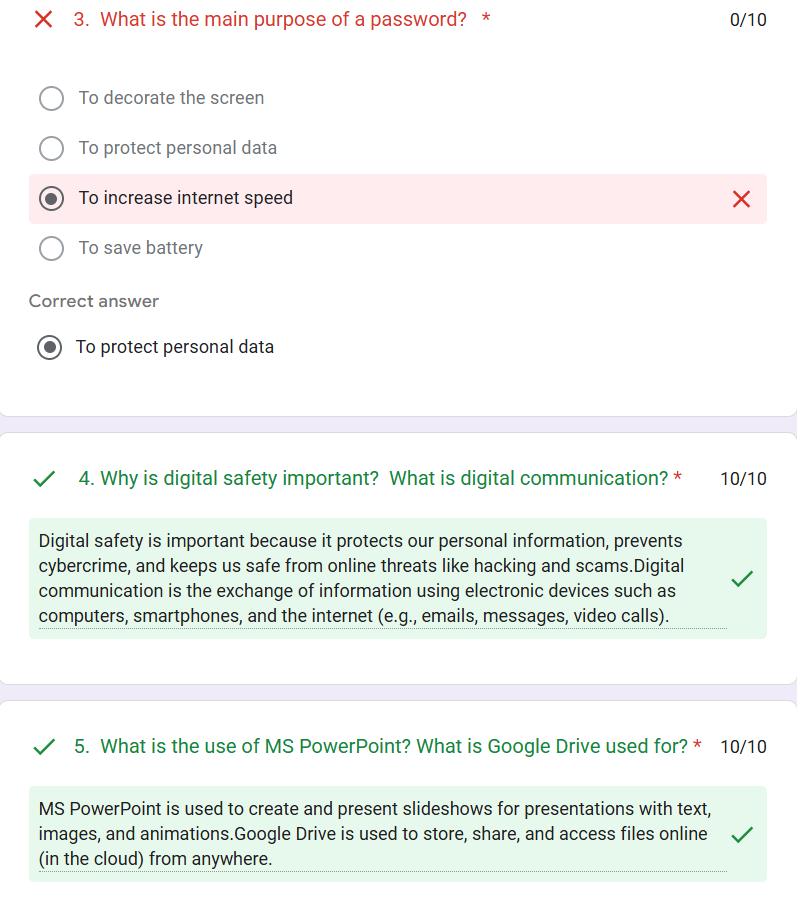 3. What is the main purpose of a password? *
0/10
To decorate the screen
To protect personal data
To increase internet speed
To save battery
Correct answer
To protect personal data
4. Why is digital safety important?  What is digital communication? *
10/10
Digital safety is important because it protects our personal information, prevents
cybercrime, and keeps us safe from online threats like hacking and scams.Digital
communication is the exchange of information using electronic devices such as
computers, smartphones, and the internet (e.g., emails, messages, video calls).
5. What is the use of MS PowerPoint? What is Google Drive used for? *
10/10
MS PowerPoint is used to create and present slideshows for presentations with text,
images, and animations.Google Drive is used to store, share, and access files online
(in the cloud) from anywhere.